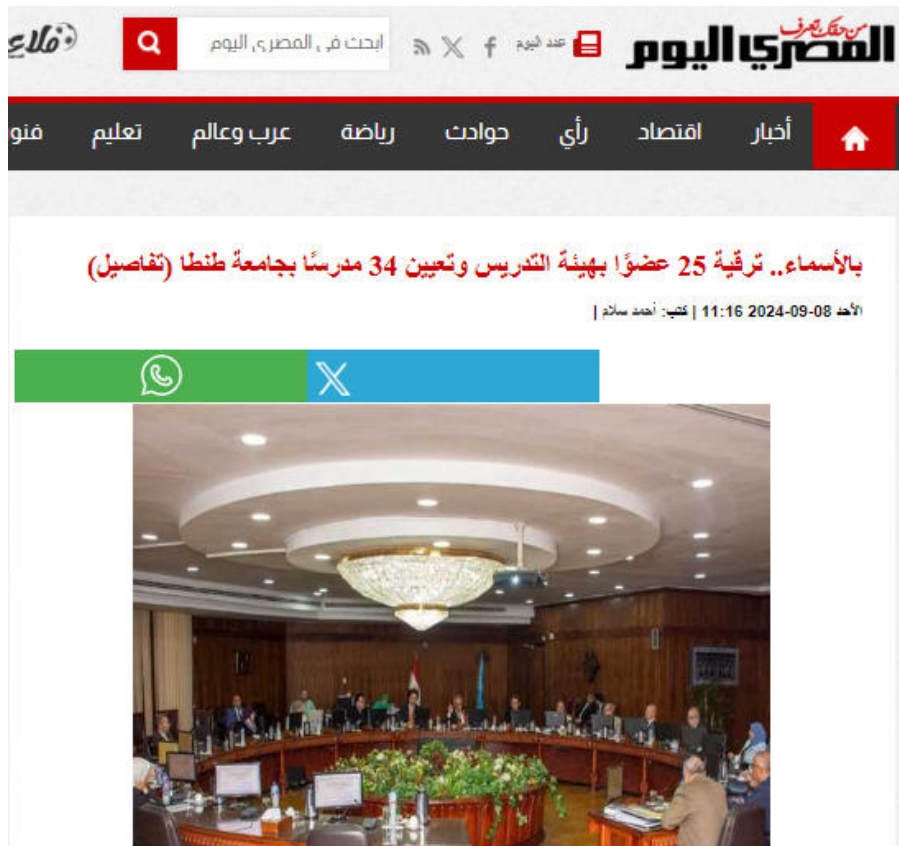 من حقك تعرف
المصري اليوم
عدد اليوم
ابحث في المصري اليوم
أخبار اقتصاد رأي حوادث رياضة عرب وعالم تعليم فنو
بالأسماء.. ترقية 25 عضوًا بهيئة التدريس وتعيين 34 مدرسًا بجامعة طنطا (تفاصيل)
الأحد 08-09-2024 11:16 | كتب: أحمد سلام |